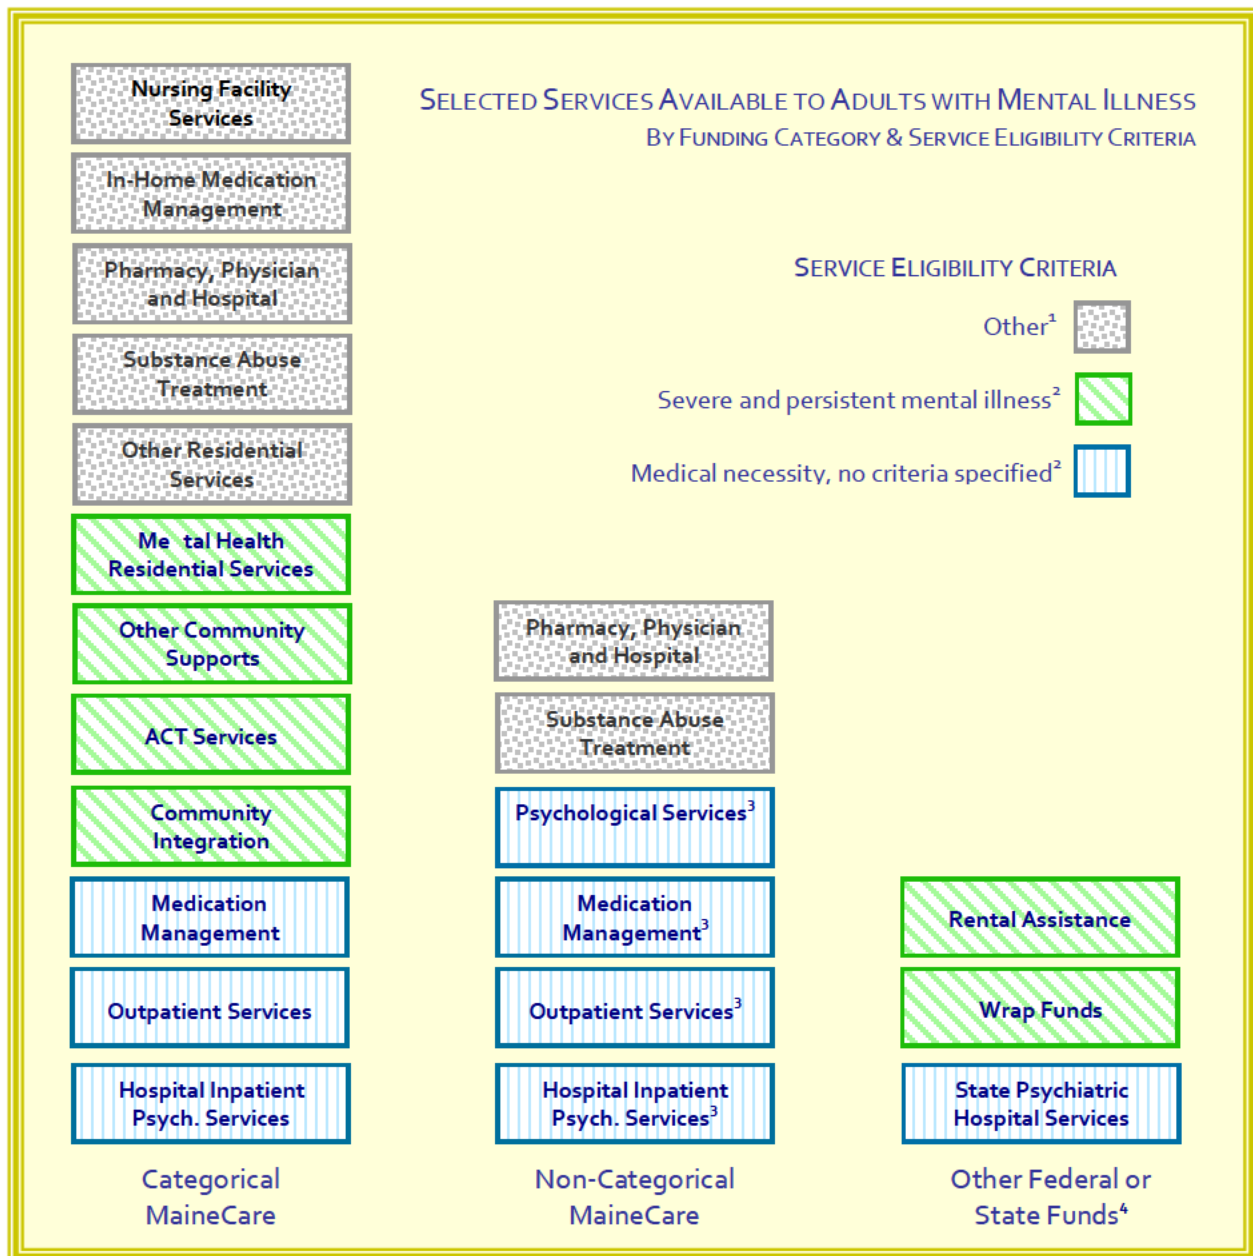 SELECTED SERVICES AVAILABLE TO ADULTS WITH MENTAL ILLNESS
BY FUNDING CATEGORY & SERVICE ELIGIBILITY CRITERIA
SERVICE ELIGIBILITY CRITERIA
Other¹
Severe and persistent mental illness²
Medical necessity, no criteria specified²
Nursing Facility
Services
In-Home Medication
Management
Pharmacy, Physician
and Hospital
Substance Abuse
Treatment
Other Residential
Services
Me tal Health
Residential Services
Other Community
Supports
ACT Services
Community
Integration
Medication
Management
Outpatient Services
Hospital Inpatient
Psych. Services
Categorical
MaineCare
Pharmacy, Physician
and Hospital
Substance Abuse
Treatment
Psychological Services³
Medication
Management³
Outpatient Services³
Hospital Inpatient
Psych. Services³
Non-Categorical
MaineCare
Rental Assistance
Wrap Funds
State Psychiatric
Hospital Services
Other Federal or
State Funds⁴